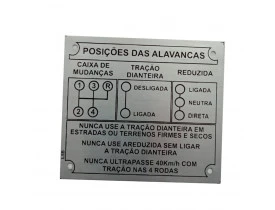 POSIÇÕES DAS ALAVANCAS
CAIXA DE MUDANÇAS
TRAÇÃO DIANTEIRA
REDUZIDA
1 3 R
2 4
DESLIGADA
LIGADA
LIGADA
NEUTRA
DIRETA
NUNCA USE A TRAÇÃO DIANTEIRA EM
ESTRADAS OU TERRENOS FIRMES E SECOS
NUNCA USE AREDUZIDA SEM LIGAR
A TRAÇÃO DIANTEIRA
NUNCA ULTRAPASSE 40Km/h COM
TRAÇÃO NAS 4 RODAS